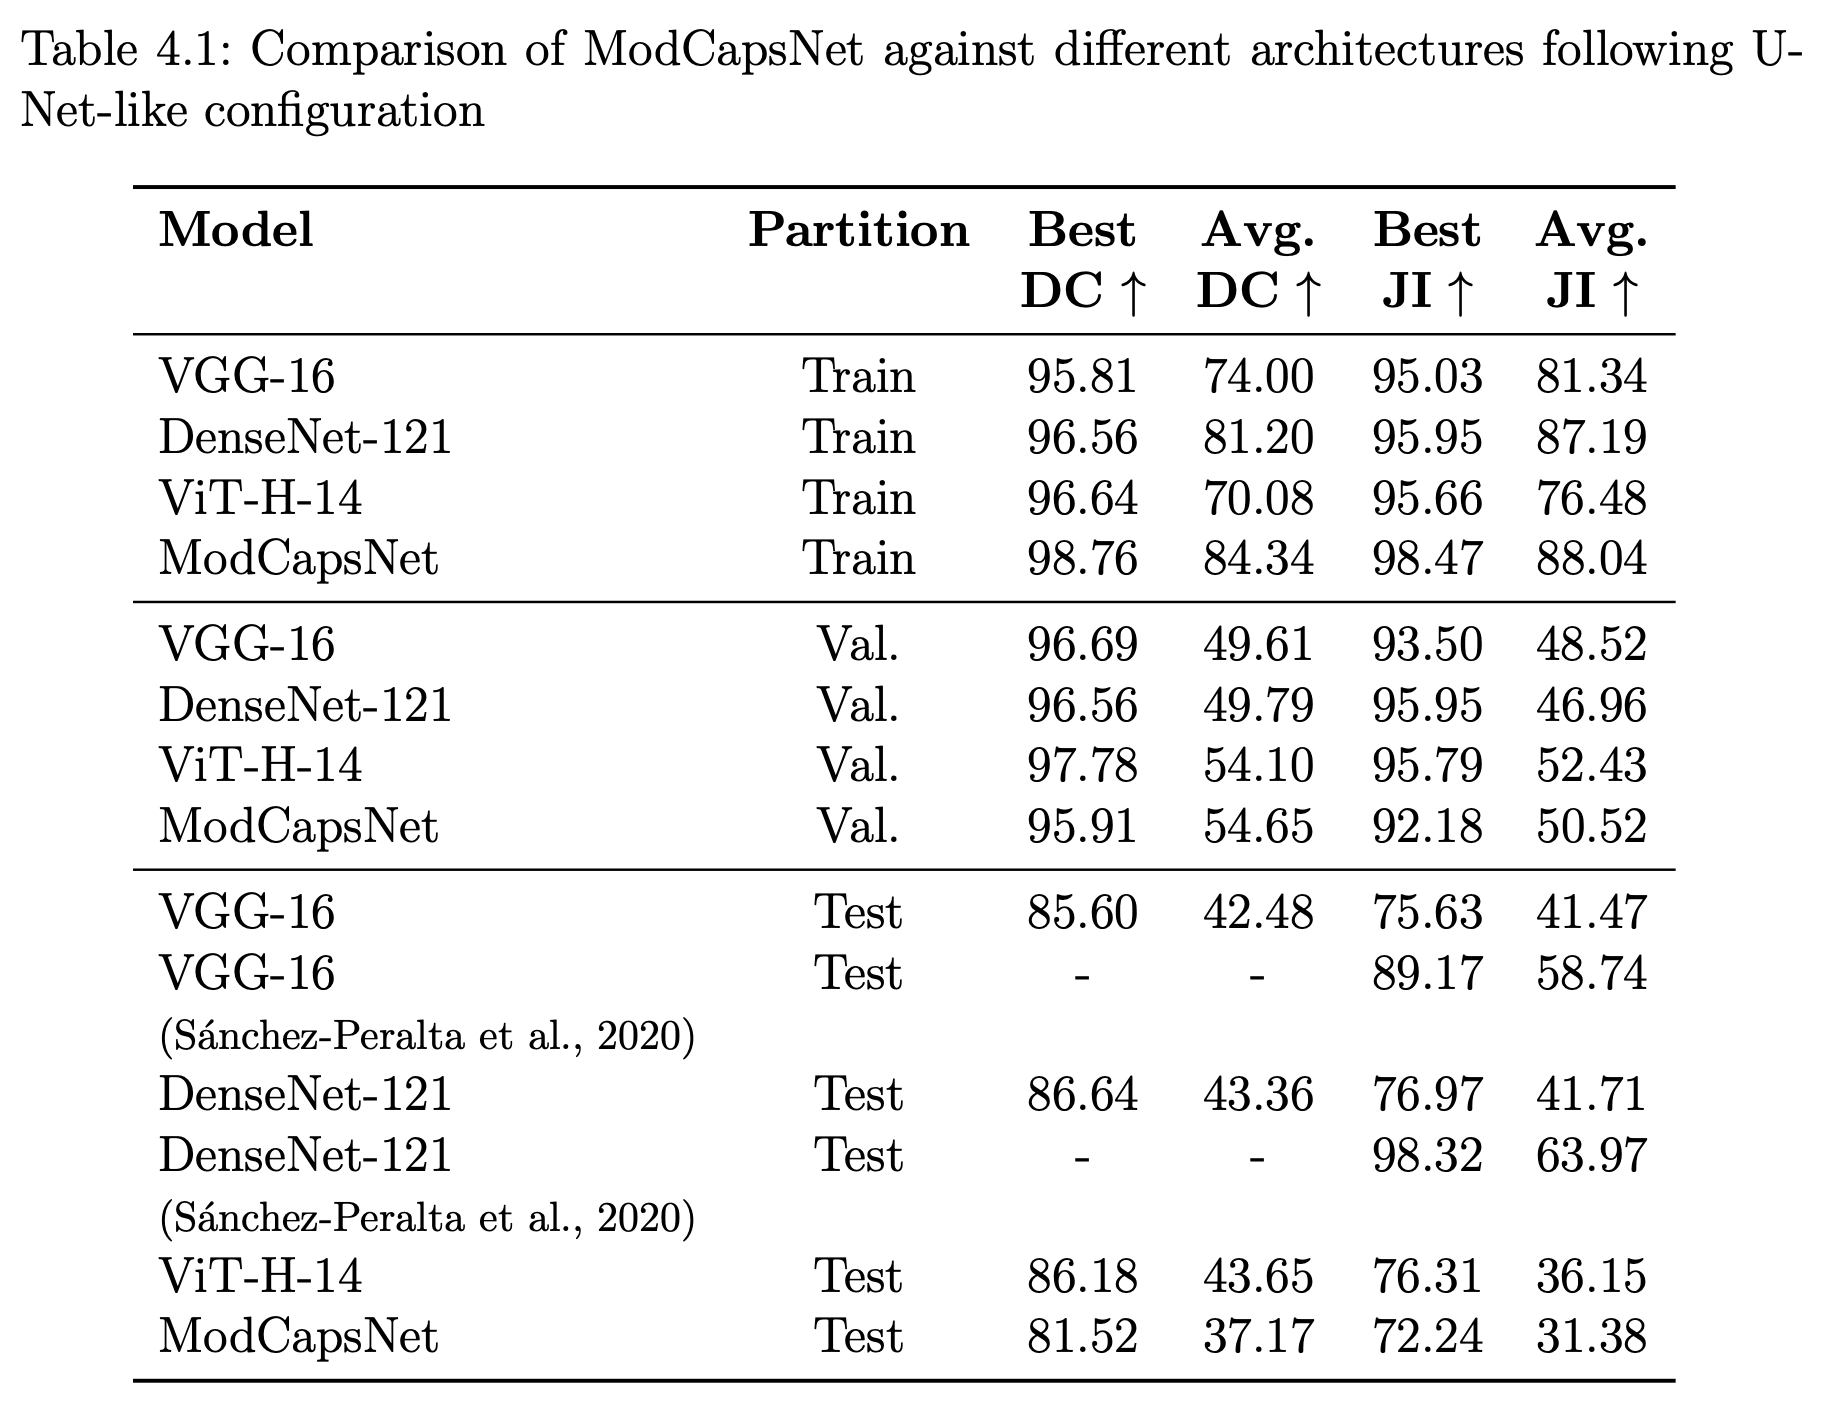 Table 4.1: Comparison of ModCapsNet against different architectures following U-
Net-like configuration
Model Partition Best Avg. Best Avg.
DC ↑ DC ↑ JI ↑ JI ↑
VGG-16 Train 95.81 74.00 95.03 81.34
DenseNet-121 Train 96.56 81.20 95.95 87.19
ViT-H-14 Train 96.64 70.08 95.66 76.48
ModCapsNet Train 98.76 84.34 98.47 88.04
VGG-16 Val. 96.69 49.61 93.50 48.52
DenseNet-121 Val. 96.56 49.79 95.95 46.96
ViT-H-14 Val. 97.78 54.10 95.79 52.43
ModCapsNet Val. 95.91 54.65 92.18 50.52
VGG-16 Test 85.60 42.48 75.63 41.47
VGG-16 Test - - 89.17 58.74
(Sánchez-Peralta et al., 2020)
DenseNet-121 Test 86.64 43.36 76.97 41.71
DenseNet-121 Test - - 98.32 63.97
(Sánchez-Peralta et al., 2020)
ViT-H-14 Test 86.18 43.65 76.31 36.15
ModCapsNet Test 81.52 37.17 72.24 31.38